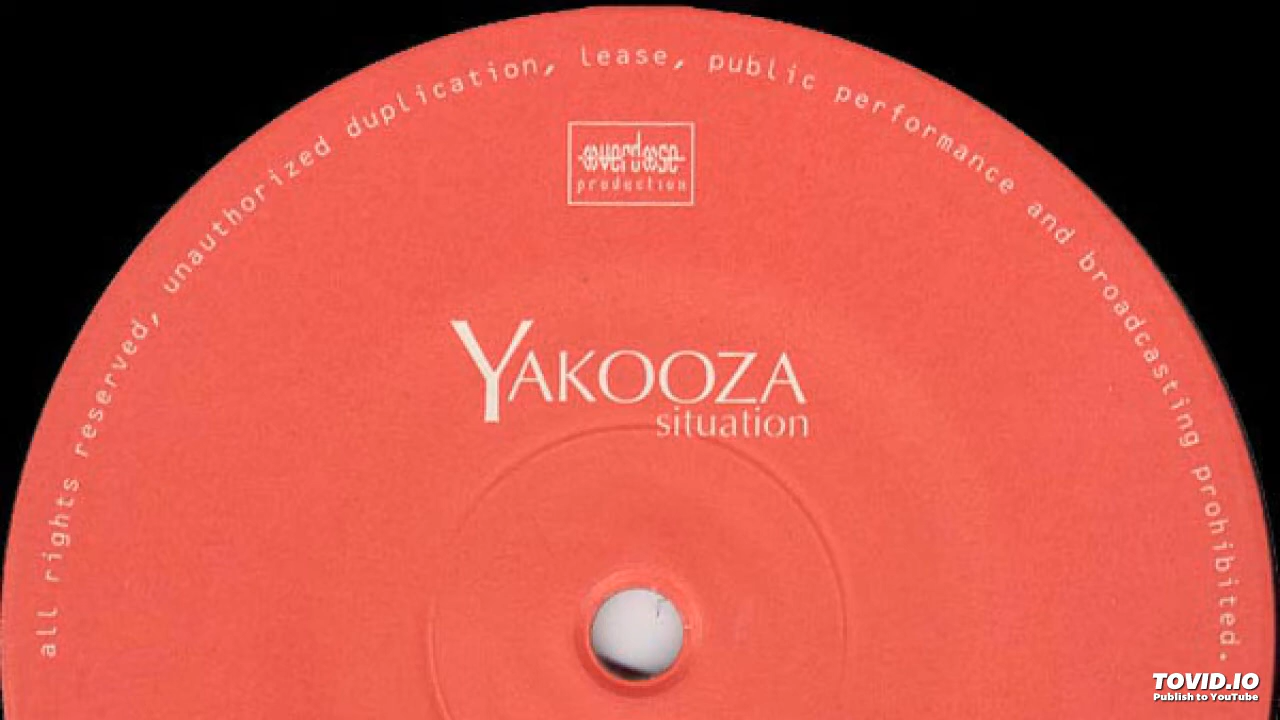 all rights reserved, unauthorized duplication, lease, public performance and broadcasting prohibited.
overdose
production
YAKOOZA
situation
TOVID.IO
Publish to YouTube